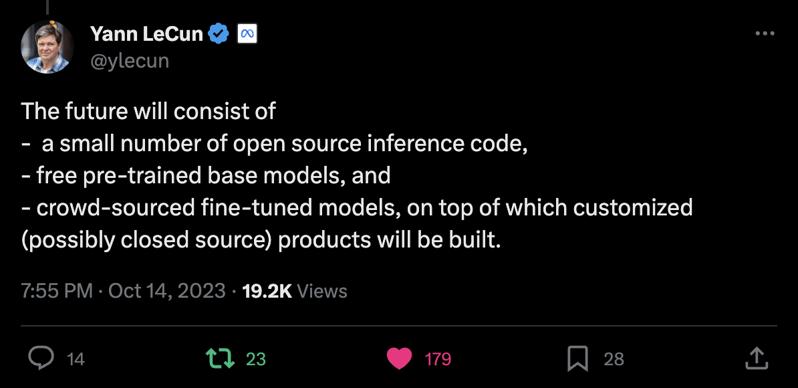 Yann LeCun
@ylecun
The future will consist of
- a small number of open source inference code,
- free pre-trained base models, and
- crowd-sourced fine-tuned models, on top of which customized
(possibly closed source) products will be built.
7:55 PM · Oct 14, 2023 · 19.2K Views
14 23 179 28